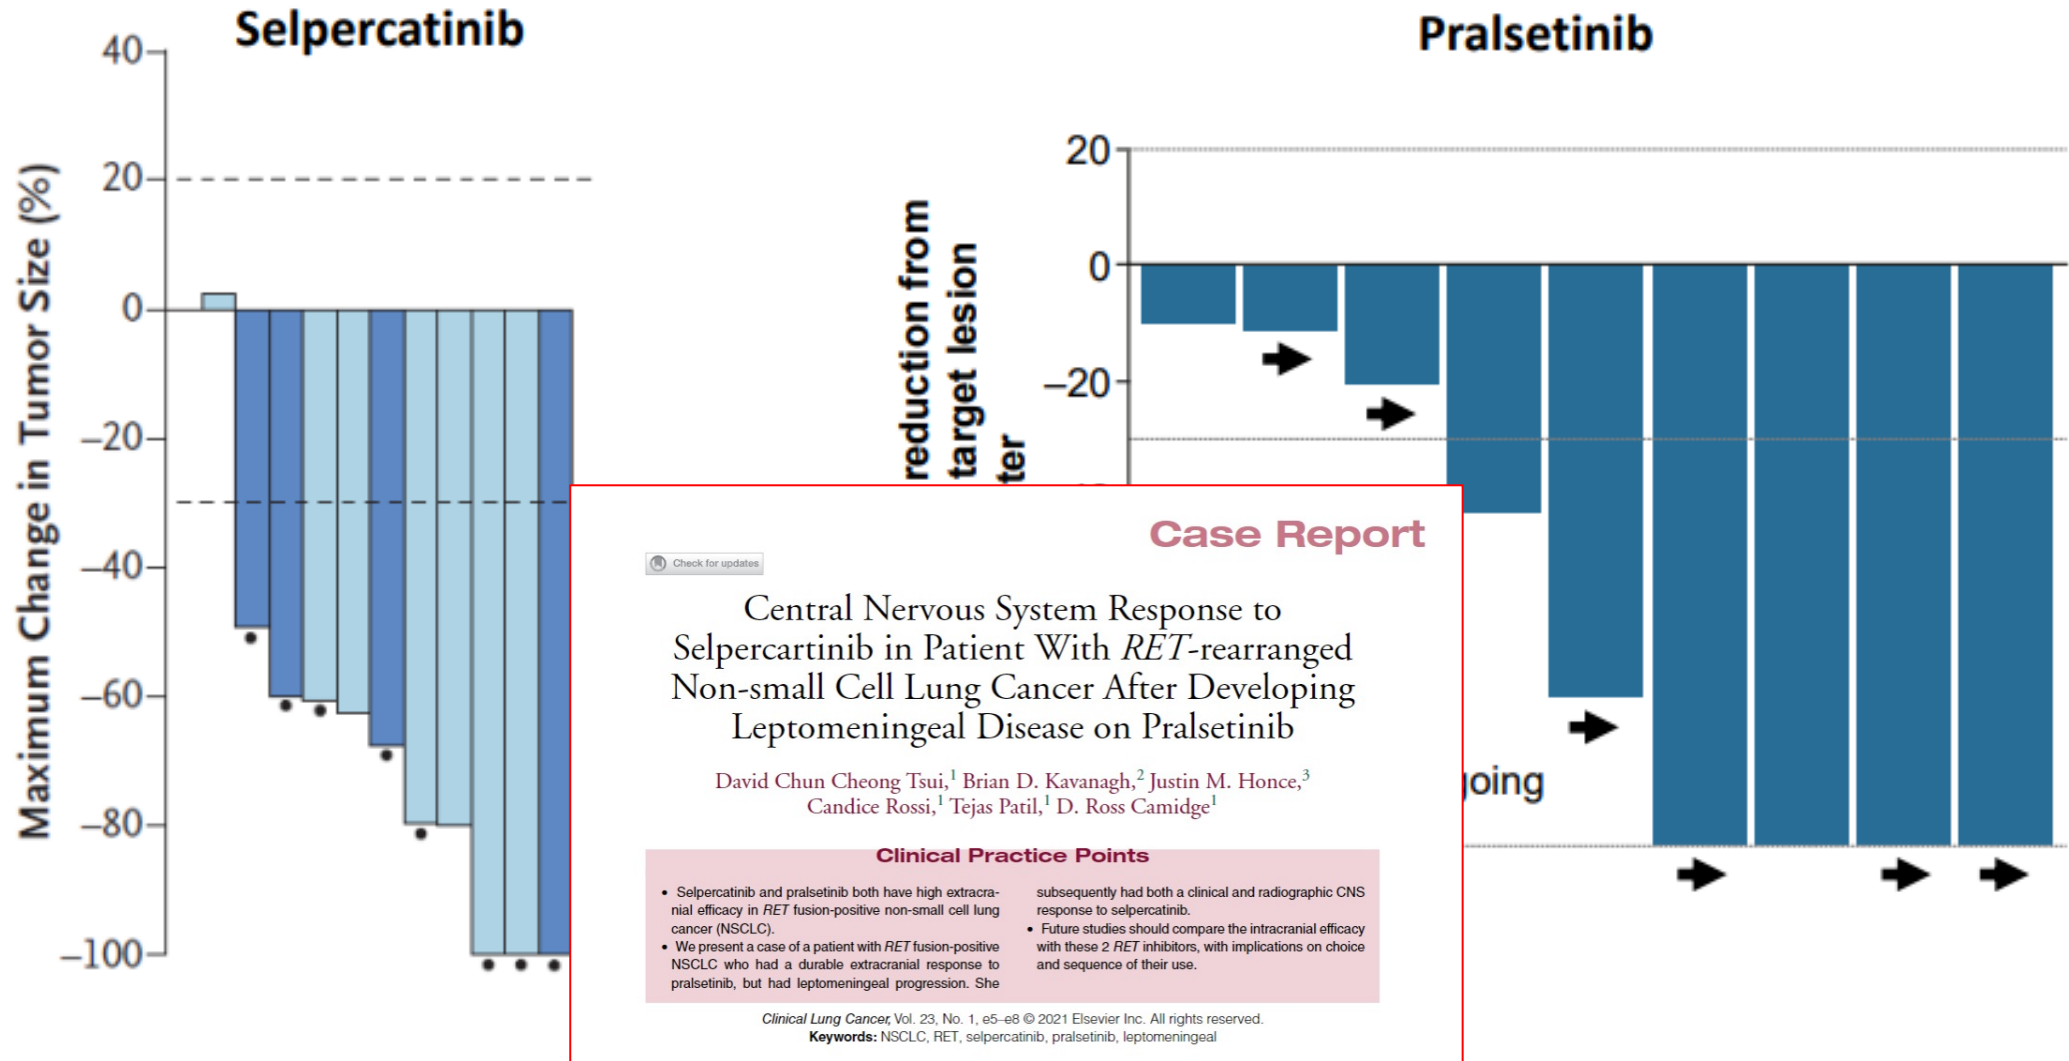 Selpercatinib
Maximum Change in Tumor Size (%)
40
20
0
−20
−40
−60
−80
−100
Pralsetinib
reduction from
target lesion
20
0
−20
going
Case Report
Check for updates
Central Nervous System Response to
Selpercartinib in Patient With RET-rearranged
Non-small Cell Lung Cancer After Developing
Leptomeningeal Disease on Pralsetinib
David Chun Cheong Tsui,1 Brian D. Kavanagh,2 Justin M. Honce,3
Candice Rossi,1 Tejas Patil,1 D. Ross Camidge1
Clinical Practice Points
• Selpercatinib and pralsetinib both have high extracra-
nial efficacy in RET fusion-positive non-small cell lung
cancer (NSCLC).
• We present a case of a patient with RET fusion-positive
NSCLC who had a durable extracranial response to
pralsetinib, but had leptomeningeal progression. She
subsequently had both a clinical and radiographic CNS
response to selpercatinib.
• Future studies should compare the intracranial efficacy
with these 2 RET inhibitors, with implications on choice
and sequence of their use.
Clinical Lung Cancer, Vol. 23, No. 1, e5–e8 © 2021 Elsevier Inc. All rights reserved.
Keywords: NSCLC, RET, selpercatinib, pralsetinib, leptomeningeal